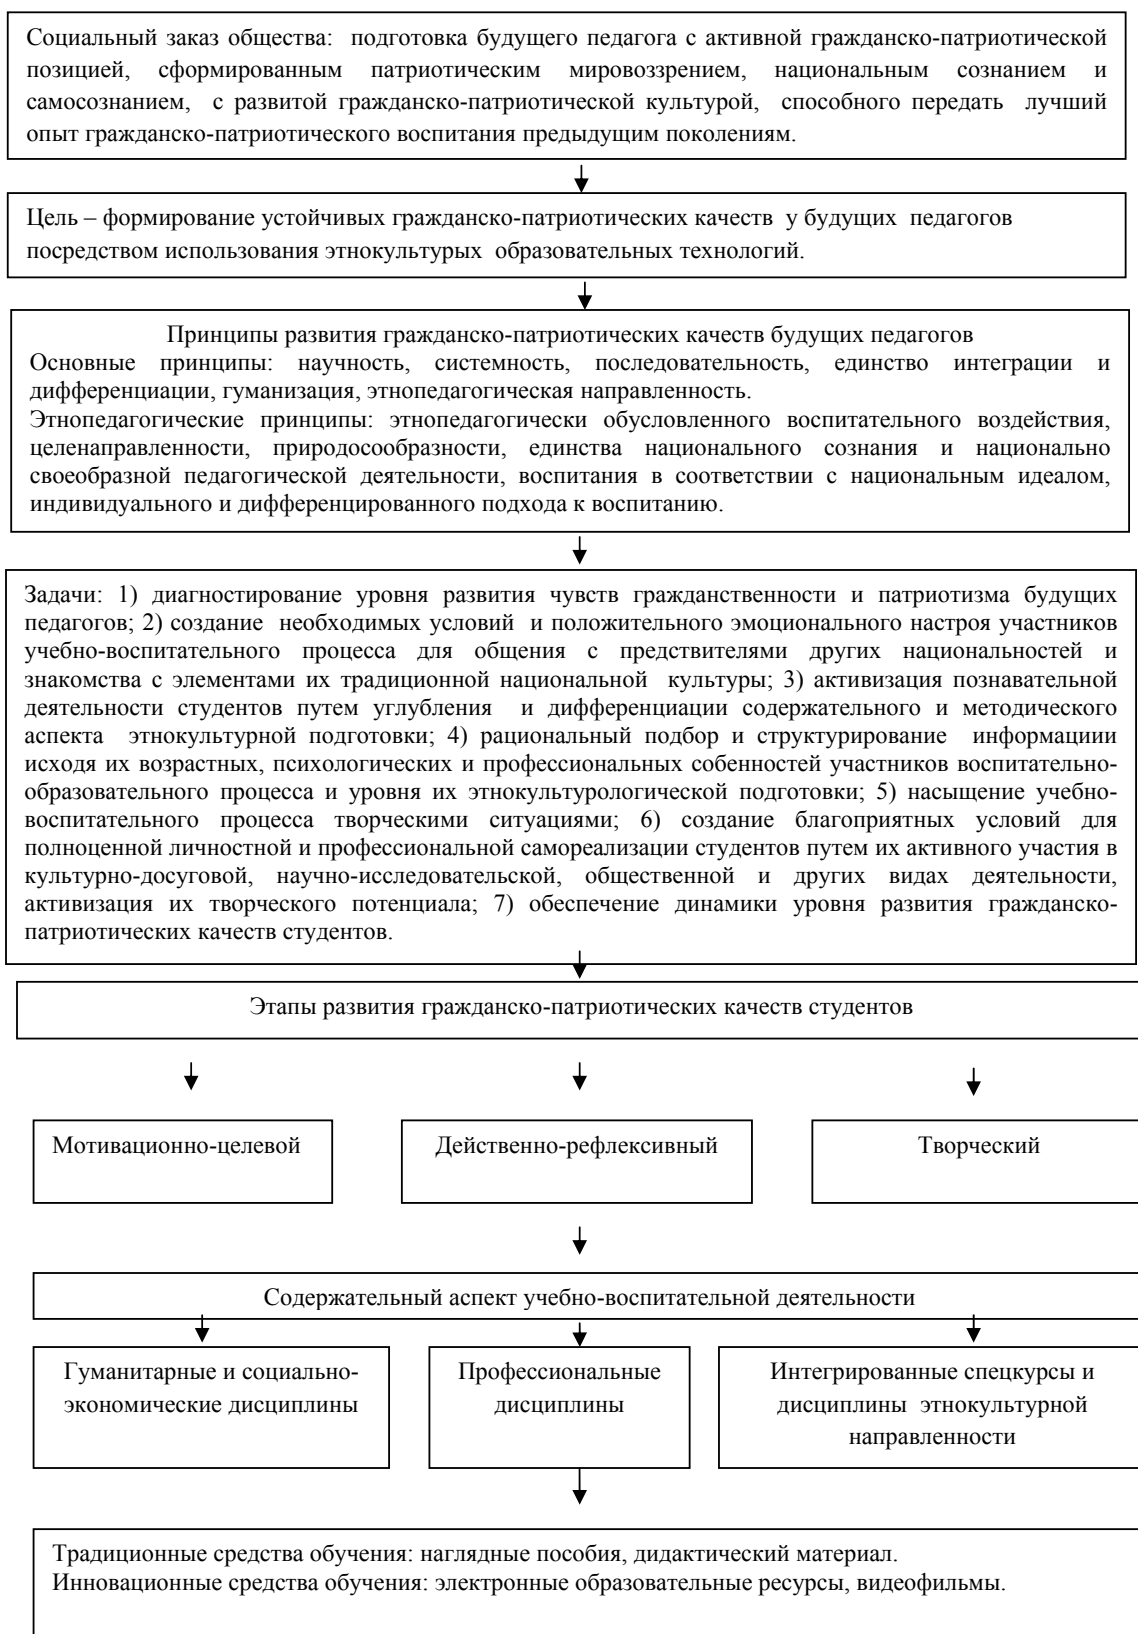 Социальный заказ общества: подготовка будущего педагога с активной гражданско-патриотической
позицией, сформированным патриотическим мировоззрением, национальным сознанием и
самосознанием, с развитой гражданско-патриотической культурой, способного передать лучший
опыт гражданско-патриотического воспитания предыдущим поколениям.
Цель – формирование устойчивых гражданско-патриотических качеств у будущих педагогов
посредством использования этнокультурых образовательных технологий.
Принципы развития гражданско-патриотических качеств будущих педагогов
Основные принципы: научность, системность, последовательность, единство интеграции и
дифференциации, гуманизация, этнопедагогическая направленность.
Этнопедагогические принципы: этнопедагогически обусловленного воспитательного воздействия,
целенаправленности, природосообразности, единства национального сознания и национально
своеобразной педагогической деятельности, воспитания в соответствии с национальным идеалом,
индивидуального и дифференцированного подхода к воспитанию.
Задачи: 1) диагностирование уровня развития чувств гражданственности и патриотизма будущих
педагогов; 2) создание необходимых условий и положительного эмоционального настроя участников
учебно-воспитательного процесса для общения с предствителями других национальностей и
знакомства с элементами их традиционной национальной культуры; 3) активизация познавательной
деятельности студентов путем углубления и дифференциации содержательного и методического
аспекта этнокультурной подготовки; 4) рациональный подбор и структурирование информациии
исходя их возрастных, психологических и профессиональных собенностей участников воспитательно-
образовательного процесса и уровня их этнокультурологической подготовки; 5) насыщение учебно-
воспитательного процесса творческими ситуациями; 6) создание благоприятных условий для
полноценной личностной и профессиональной самореализации студентов путем их активного участия в
культурно-досуговой, научно-исследовательской, общественной и других видах деятельности,
активизация их творческого потенциала; 7) обеспечение динамики уровня развития гражданско-
патриотических качеств студентов.
Этапы развития гражданско-патриотических качеств студентов
Мотивационно-целевой
Действенно-рефлексивный
Творческий
Содержательный аспект учебно-воспитательной деятельности
Гуманитарные и социально-
экономические дисциплины
Профессиональные
дисциплины
Интегрированные спецкурсы и
дисциплины этнокультурной
направленности
Традиционные средства обучения: наглядные пособия, дидактический материал.
Инновационные средства обучения: электронные образовательные ресурсы, видеофильмы.